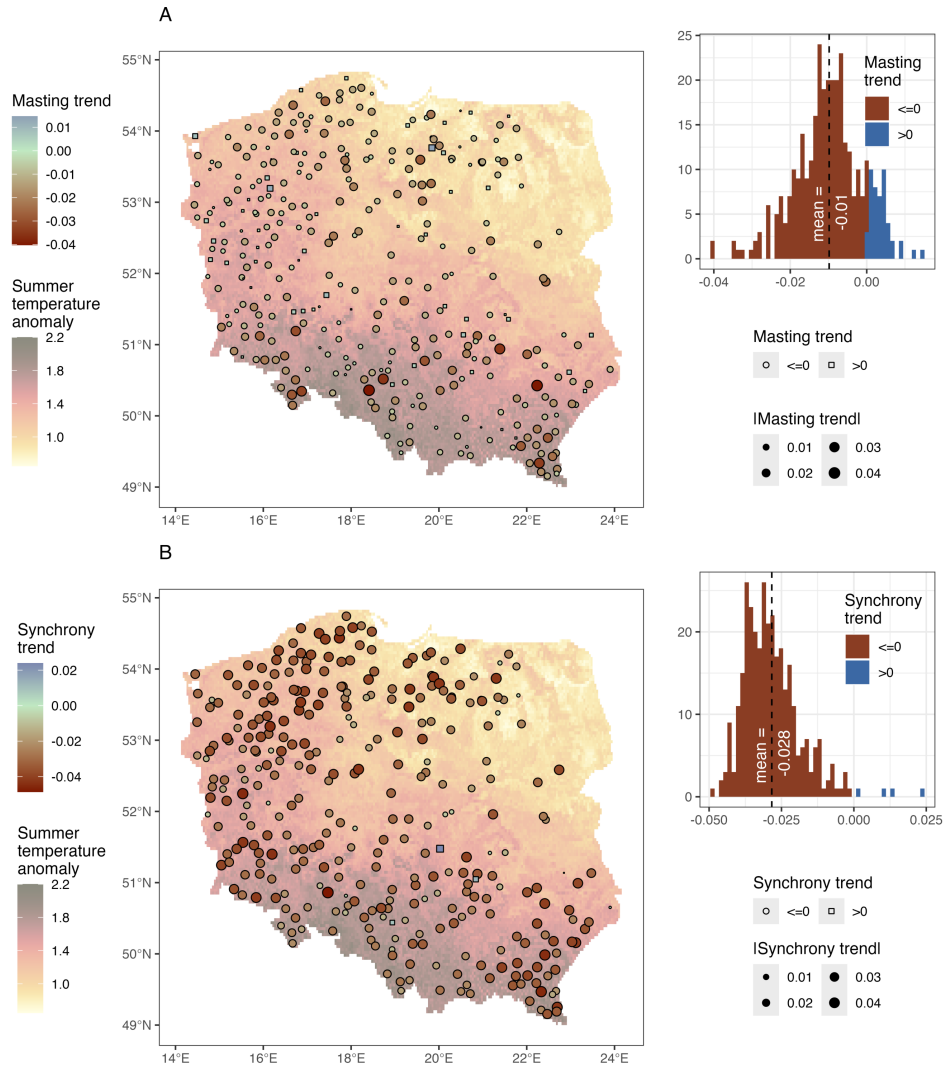 A
55°N
54°N
53°N
52°N
51°N
50°N
49°N
14°E
16°E
18°E
20°E
22°E
24°E
Masting trend
0.01
0.00
-0.01
-0.02
-0.03
-0.04
Summer
temperature
anomaly
2.2
1.8
1.4
1.0
25
20
15
10
5
0
-0.04
-0.02
0.00
mean =
-0.01
Masting
trend
<=0
>0
Masting trend
<=0
>0
|Masting trend|
0.01
0.03
0.02
0.04
B
55°N
54°N
53°N
52°N
51°N
50°N
49°N
14°E
16°E
18°E
20°E
22°E
24°E
Synchrony
trend
0.02
0.00
-0.02
-0.04
Summer
temperature
anomaly
2.2
1.8
1.4
1.0
20
10
0
-0.050
-0.025
0.000
0.025
mean =
-0.028
Synchrony
trend
<=0
>0
Synchrony trend
<=0
>0
|Synchrony trend|
0.01
0.03
0.02
0.04